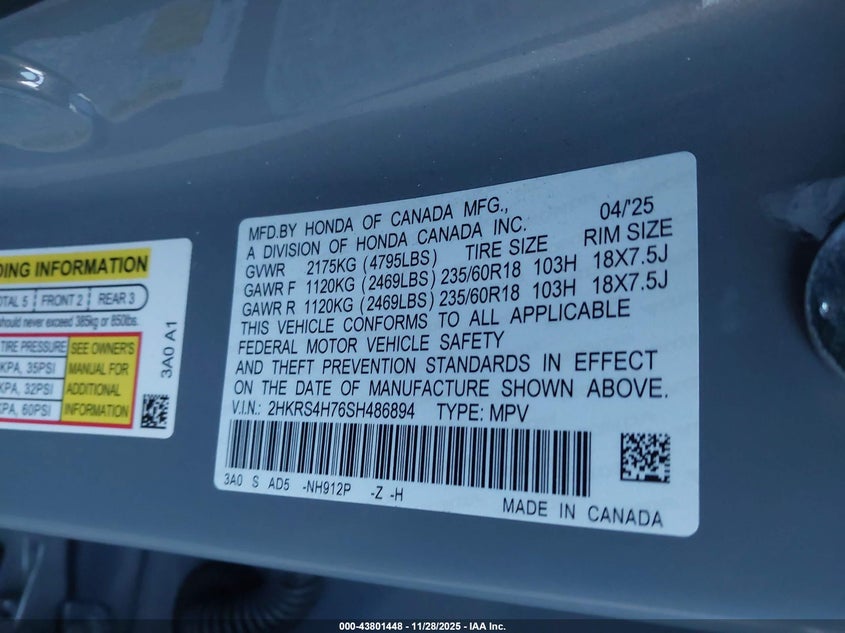 MFD.BY HONDA OF CANADA MFG., 04/'25
A DIVISION OF HONDA CANADA INC.
GVWR 2175KG (4795LBS) TIRE SIZE RIM SIZE
GAWR F 1120KG (2469LBS) 235/60R18 103H 18X7.5J
GAWR R 1120KG (2469LBS) 235/60R18 103H 18X7.5J
THIS VEHICLE CONFORMS TO ALL APPLICABLE
FEDERAL MOTOR VEHICLE SAFETY
AND THEFT PREVENTION STANDARDS IN EFFECT
ON THE DATE OF MANUFACTURE SHOWN ABOVE.
V.I.N.: 2HKRS4H76SH486894 TYPE: MPV
3A0 S AD5 -NH912P -Z -H
MADE IN CANADA
INFORMATION
5 FRONT 2 REAR 3
should never exceed 385kg or 850lbs.
TIRE PRESSURE SEE OWNER'S
KPA, 35PSI MANUAL FOR
KPA, 32PSI ADDITIONAL
KPA, 60PSI INFORMATION
3A0 A1
000-43801448 - 11/28/2025 - IAA Inc.